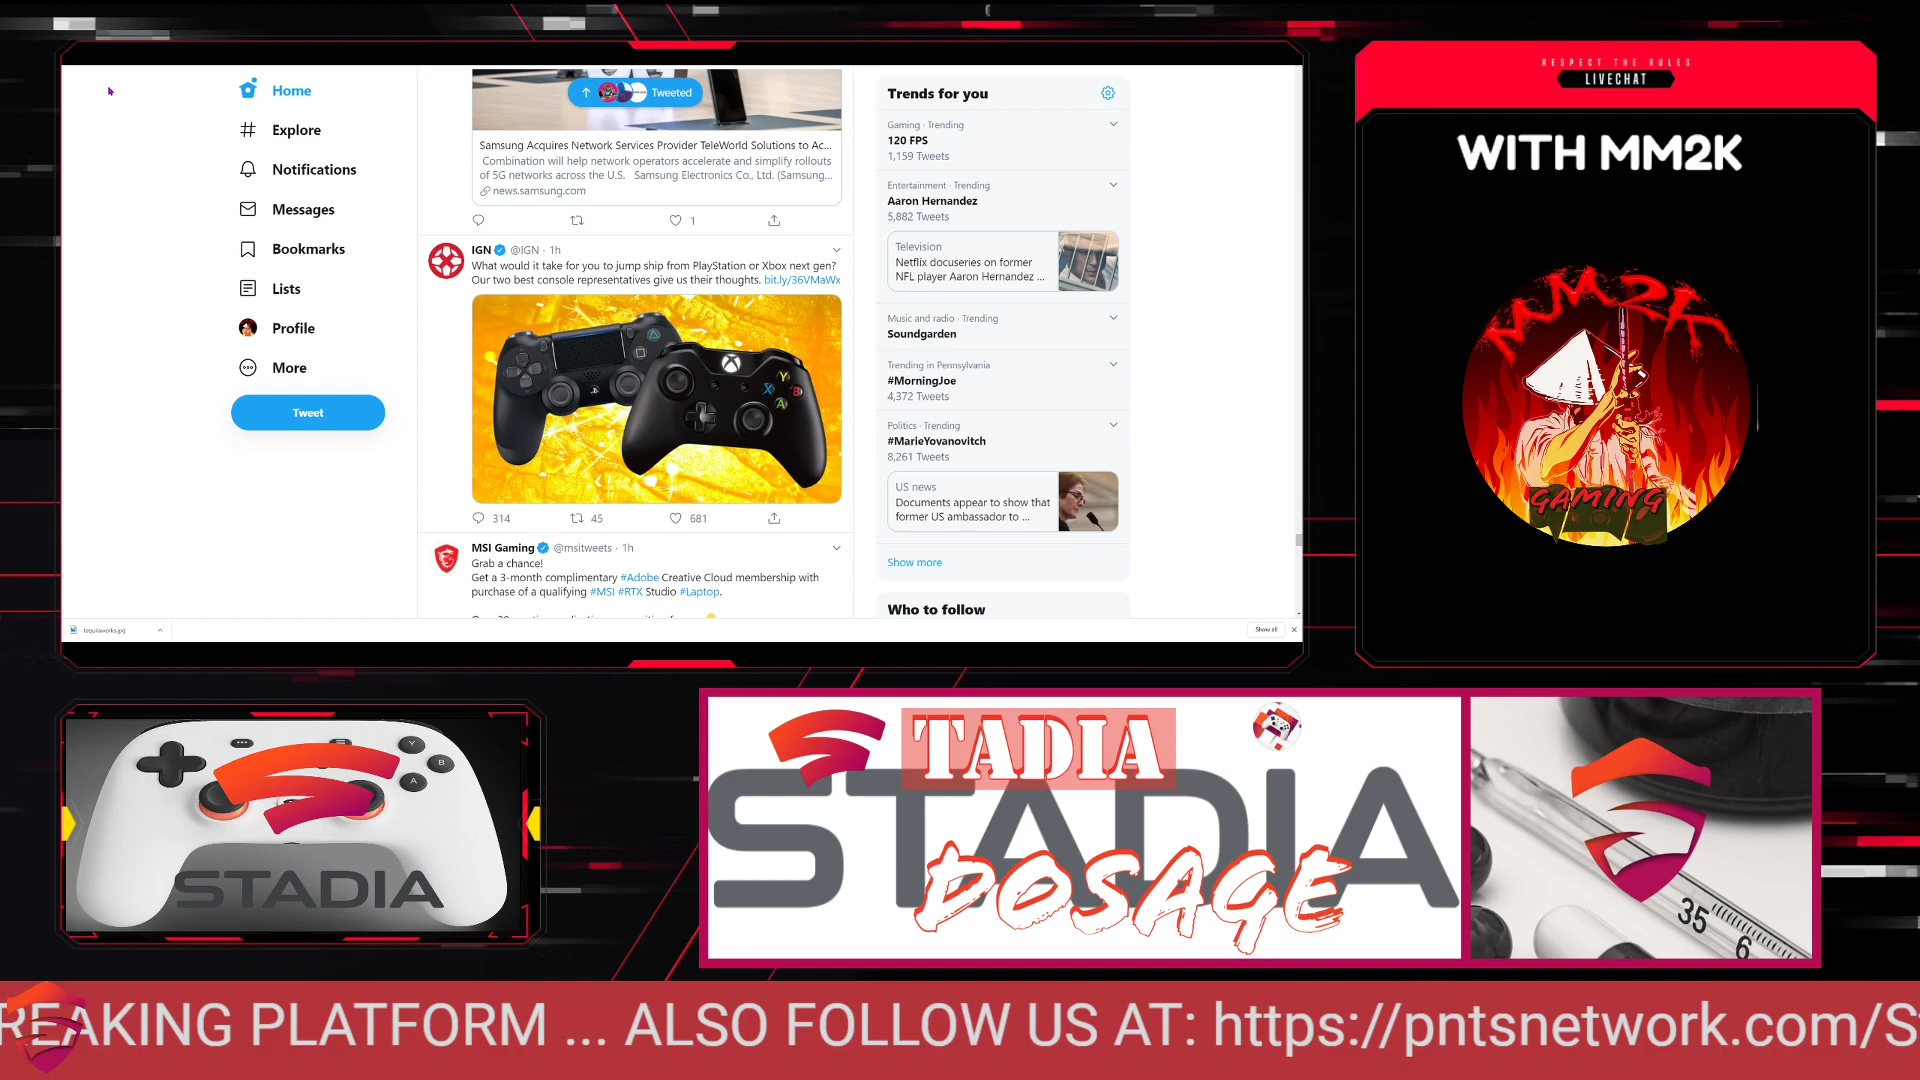 RESPECT THE RULES
LIVECHAT
WITH MM2K
MM2K
GAMING
Home
Explore
Notifications
Messages
Bookmarks
Lists
Profile
More
Tweet
Tweeted
Samsung Acquires Network Services Provider TeleWorld Solutions to Ac...
Combination will help network operators accelerate and simplify rollouts
of 5G networks across the U.S. Samsung Electronics Co., Ltd. (Samsung...
news.samsung.com
1
IGN @IGN · 1h
What would it take for you to jump ship from PlayStation or Xbox next gen?
Our two best console representatives give us their thoughts. bit.ly/36VMaWx
Y
X
B
A
314
45
681
MSI Gaming @msitweets · 1h
Grab a chance!
Get a 3-month complimentary #Adobe Creative Cloud membership with
purchase of a qualifying #MSI #RTX Studio #Laptop.
Trends for you
Gaming · Trending
120 FPS
1,159 Tweets
Entertainment · Trending
Aaron Hernandez
5,882 Tweets
Television
Netflix docuseries on former
NFL player Aaron Hernandez ...
Music and radio · Trending
Soundgarden
Trending in Pennsylvania
#MorningJoe
4,372 Tweets
Politics · Trending
#MarieYovanovitch
8,261 Tweets
US news
Documents appear to show that
former US ambassador to ...
Show more
Who to follow
tequilaworks.jpg
Show all
Y
B
A
STADIA
TADIA
STADIA
DOSAGE
35
6
REAKING PLATFORM ... ALSO FOLLOW US AT: https://pntsnetwork.com/S